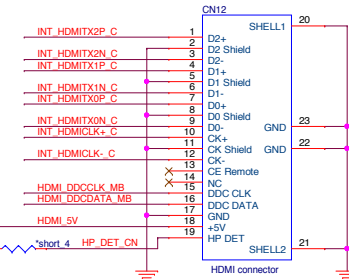 CN12
SHELL1 20
INT_HDMITX2P_C 1 D2+
2 D2 Shield
INT_HDMITX2N_C 3 D2-
INT_HDMITX1P_C 4 D1+
5 D1 Shield
INT_HDMITX1N_C 6 D1-
INT_HDMITX0P_C 7 D0+
8 D0 Shield
INT_HDMITX0N_C 9 D0- GND 23
INT_HDMICLK+_C 10 CK+
11 CK Shield GND 22
INT_HDMICLK-_C 12 CK-
13 CE Remote
14 NC
HDMI_DDCCLK_MB 15 DDC CLK
HDMI_DDCDATA_MB 16 DDC DATA
17 GND
HDMI_5V 18 +5V
*short_4 HP_DET_CN 19 HP DET
SHELL2 21
HDMI connector